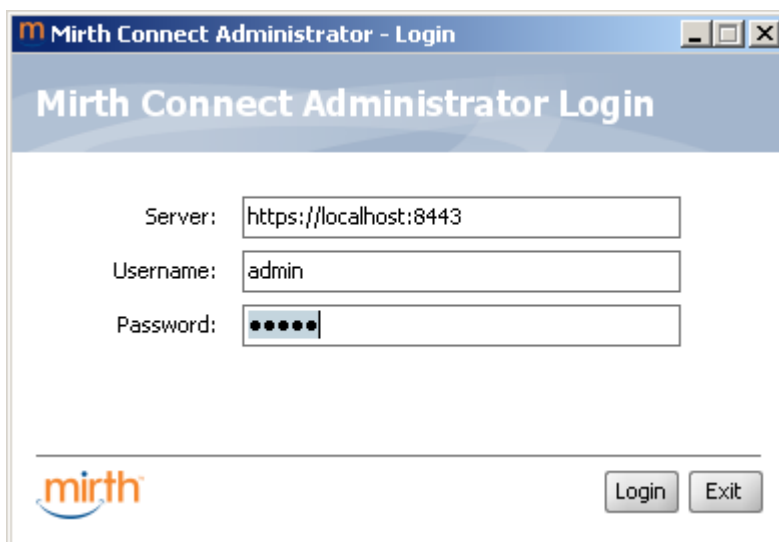 Mirth Connect Administrator - Login
Mirth Connect Administrator Login
Server: https://localhost:8443
Username: admin
Password: •••••
mirth
Login Exit